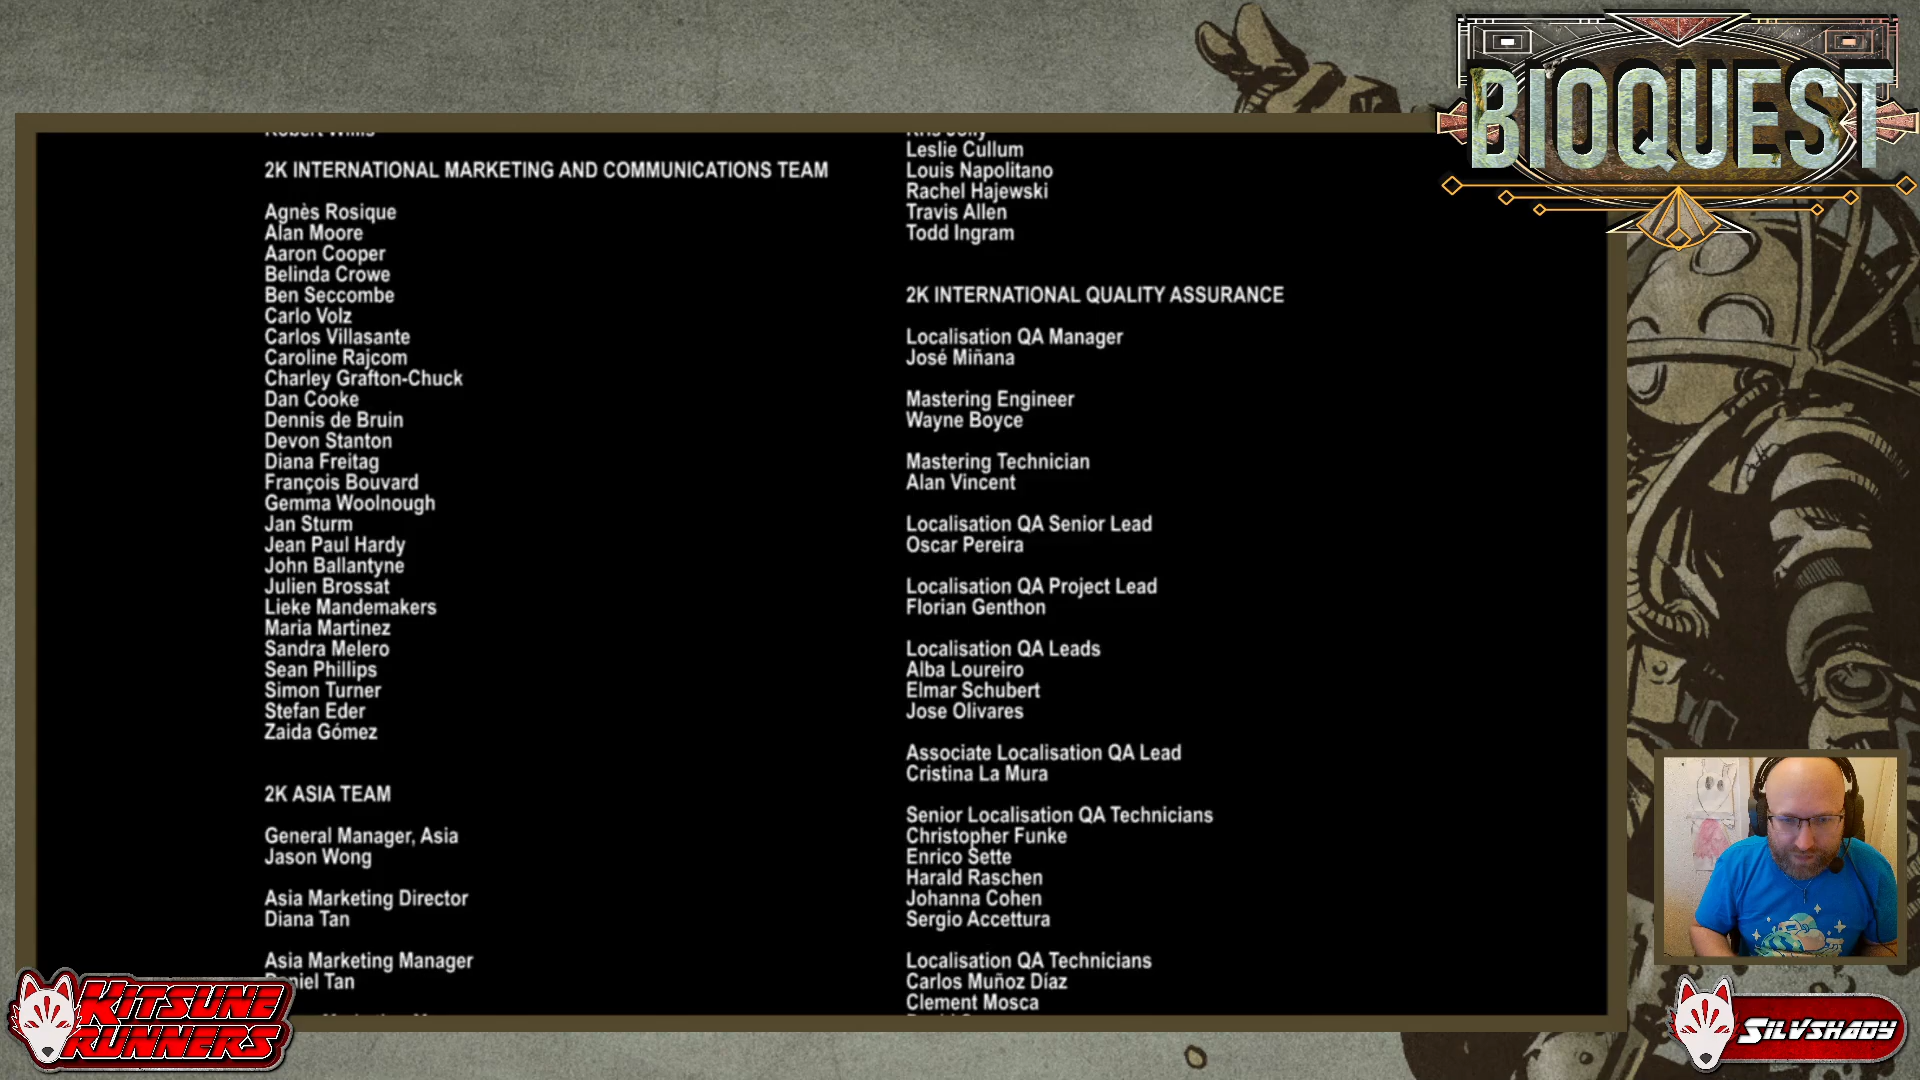 BIOQUEST
Robert Willis
2K INTERNATIONAL MARKETING AND COMMUNICATIONS TEAM
Agnès Rosique
Alan Moore
Aaron Cooper
Belinda Crowe
Ben Seccombe
Carlo Volz
Carlos Villasante
Caroline Rajcom
Charley Grafton-Chuck
Dan Cooke
Dennis de Bruin
Devon Stanton
Diana Freitag
François Bouvard
Gemma Woolnough
Jan Sturm
Jean Paul Hardy
John Ballantyne
Julien Brossat
Lieke Mandemakers
Maria Martinez
Sandra Melero
Sean Phillips
Simon Turner
Stefan Eder
Zaida Gómez
2K ASIA TEAM
General Manager, Asia
Jason Wong
Asia Marketing Director
Diana Tan
Asia Marketing Manager
Daniel Tan
Kris Jolly
Leslie Cullum
Louis Napolitano
Rachel Hajewski
Travis Allen
Todd Ingram
2K INTERNATIONAL QUALITY ASSURANCE
Localisation QA Manager
José Miñana
Mastering Engineer
Wayne Boyce
Mastering Technician
Alan Vincent
Localisation QA Senior Lead
Oscar Pereira
Localisation QA Project Lead
Florian Genthon
Localisation QA Leads
Alba Loureiro
Elmar Schubert
Jose Olivares
Associate Localisation QA Lead
Cristina La Mura
Senior Localisation QA Technicians
Christopher Funke
Enrico Sette
Harald Raschen
Johanna Cohen
Sergio Accettura
Localisation QA Technicians
Carlos Muñoz Díaz
Clement Mosca
KITSUNE
RUNNERS
SILVSHADY